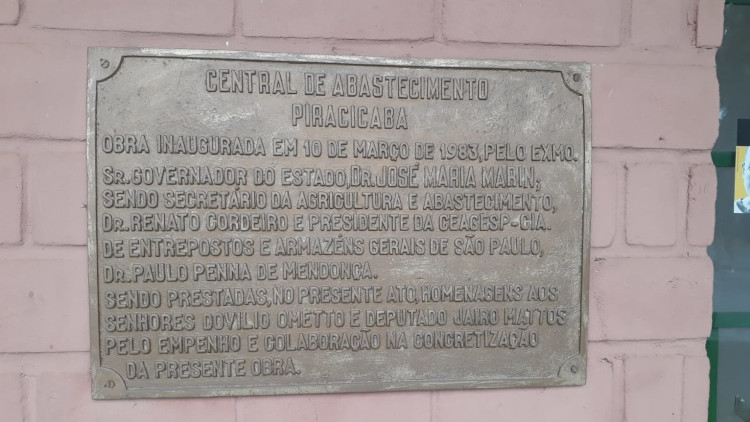 CENTRAL DE ABASTECIMENTO
PIRACICABA
OBRA INAUGURADA EM 10 DE MARÇO DE 1983, PELO EXMO.
SR. GOVERNADOR DO ESTADO, DR. JOSÉ MARIA MARIN;
SENDO SECRETÁRIO DA AGRICULTURA E ABASTECIMENTO,
DR. RENATO CORDEIRO E PRESIDENTE DA CEAGESP-CIA.
DE ENTREPOSTOS E ARMAZÉNS GERAIS DE SÃO PAULO,
DR. PAULO PENNA DE MENDONÇA.
SENDO PRESTADAS, NO PRESENTE ATO, HOMENAGENS AOS
SENHORES DOVILIO OMETTO E DEPUTADO JAIRO MATTOS
PELO EMPENHO E COLABORAÇÃO NA CONCRETIZAÇÃO
DA PRESENTE OBRA.